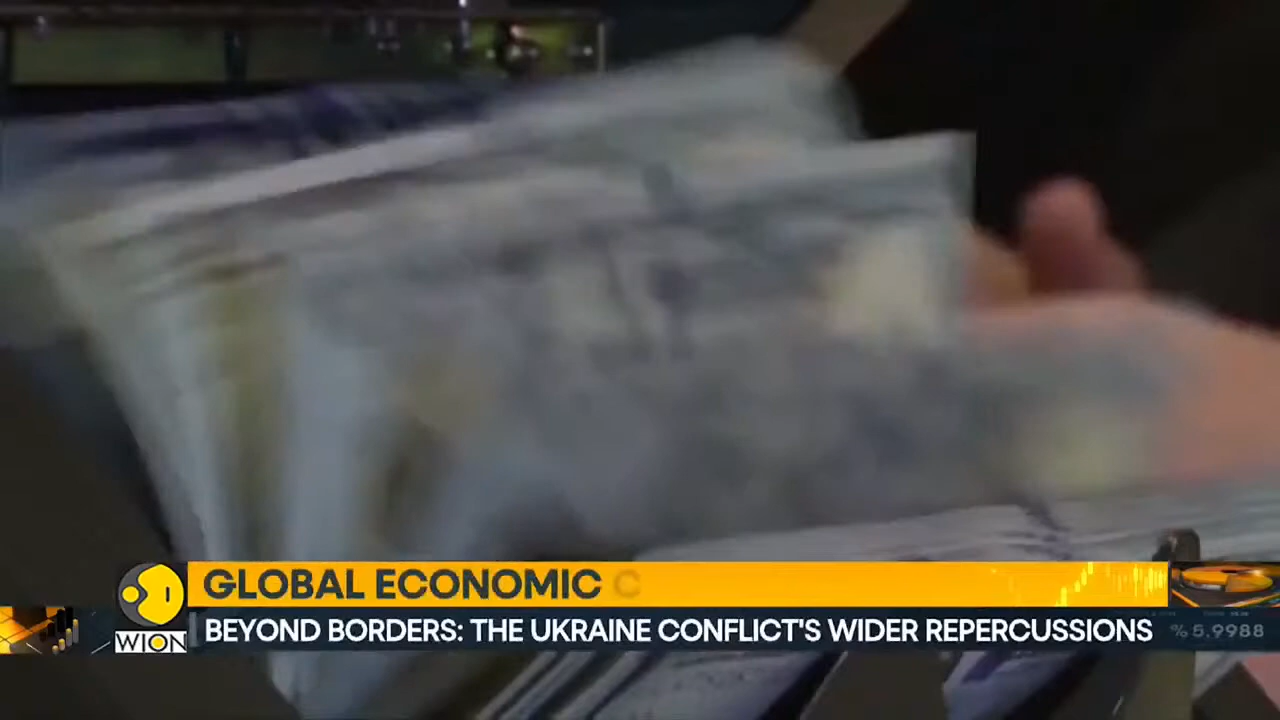 GLOBAL ECONOMIC C
BEYOND BORDERS: THE UKRAINE CONFLICT'S WIDER REPERCUSSIONS
WION
% 5.9988